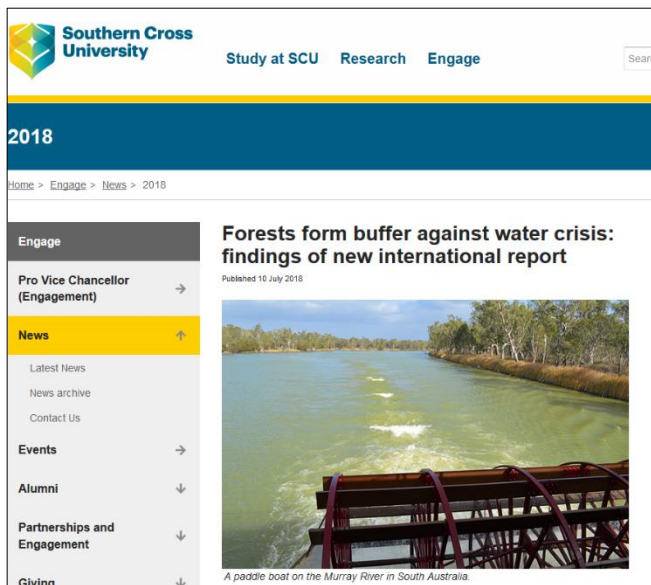 Southern Cross
University
Study at SCU Research Engage
Sear
2018
Home > Engage > News > 2018
Engage
Pro Vice Chancellor
(Engagement)
News
Latest News
News archive
Contact Us
Events
Alumni
Partnerships and
Engagement
Giving
Forests form buffer against water crisis:
findings of new international report
Published 10 July 2018
A paddle boat on the Murray River in South Australia.